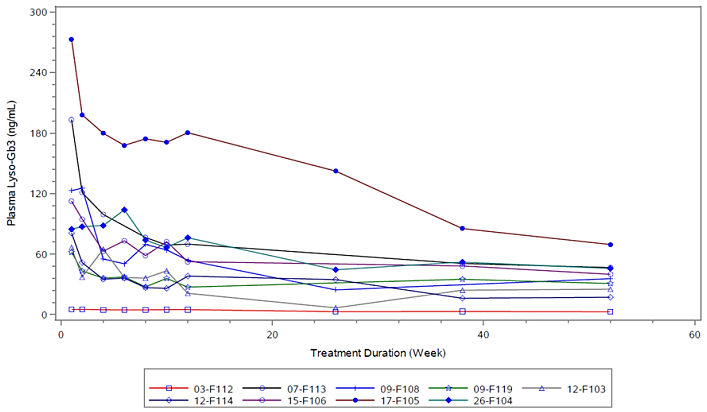 300
240
180
120
60
0
Plasma Lyso-Gb3 (ng/mL)
0 20 40 60
Treatment Duration (Week)
03-F112 07-F113 09-F108 09-F119 12-F103
12-F114 15-F106 17-F105 26-F104